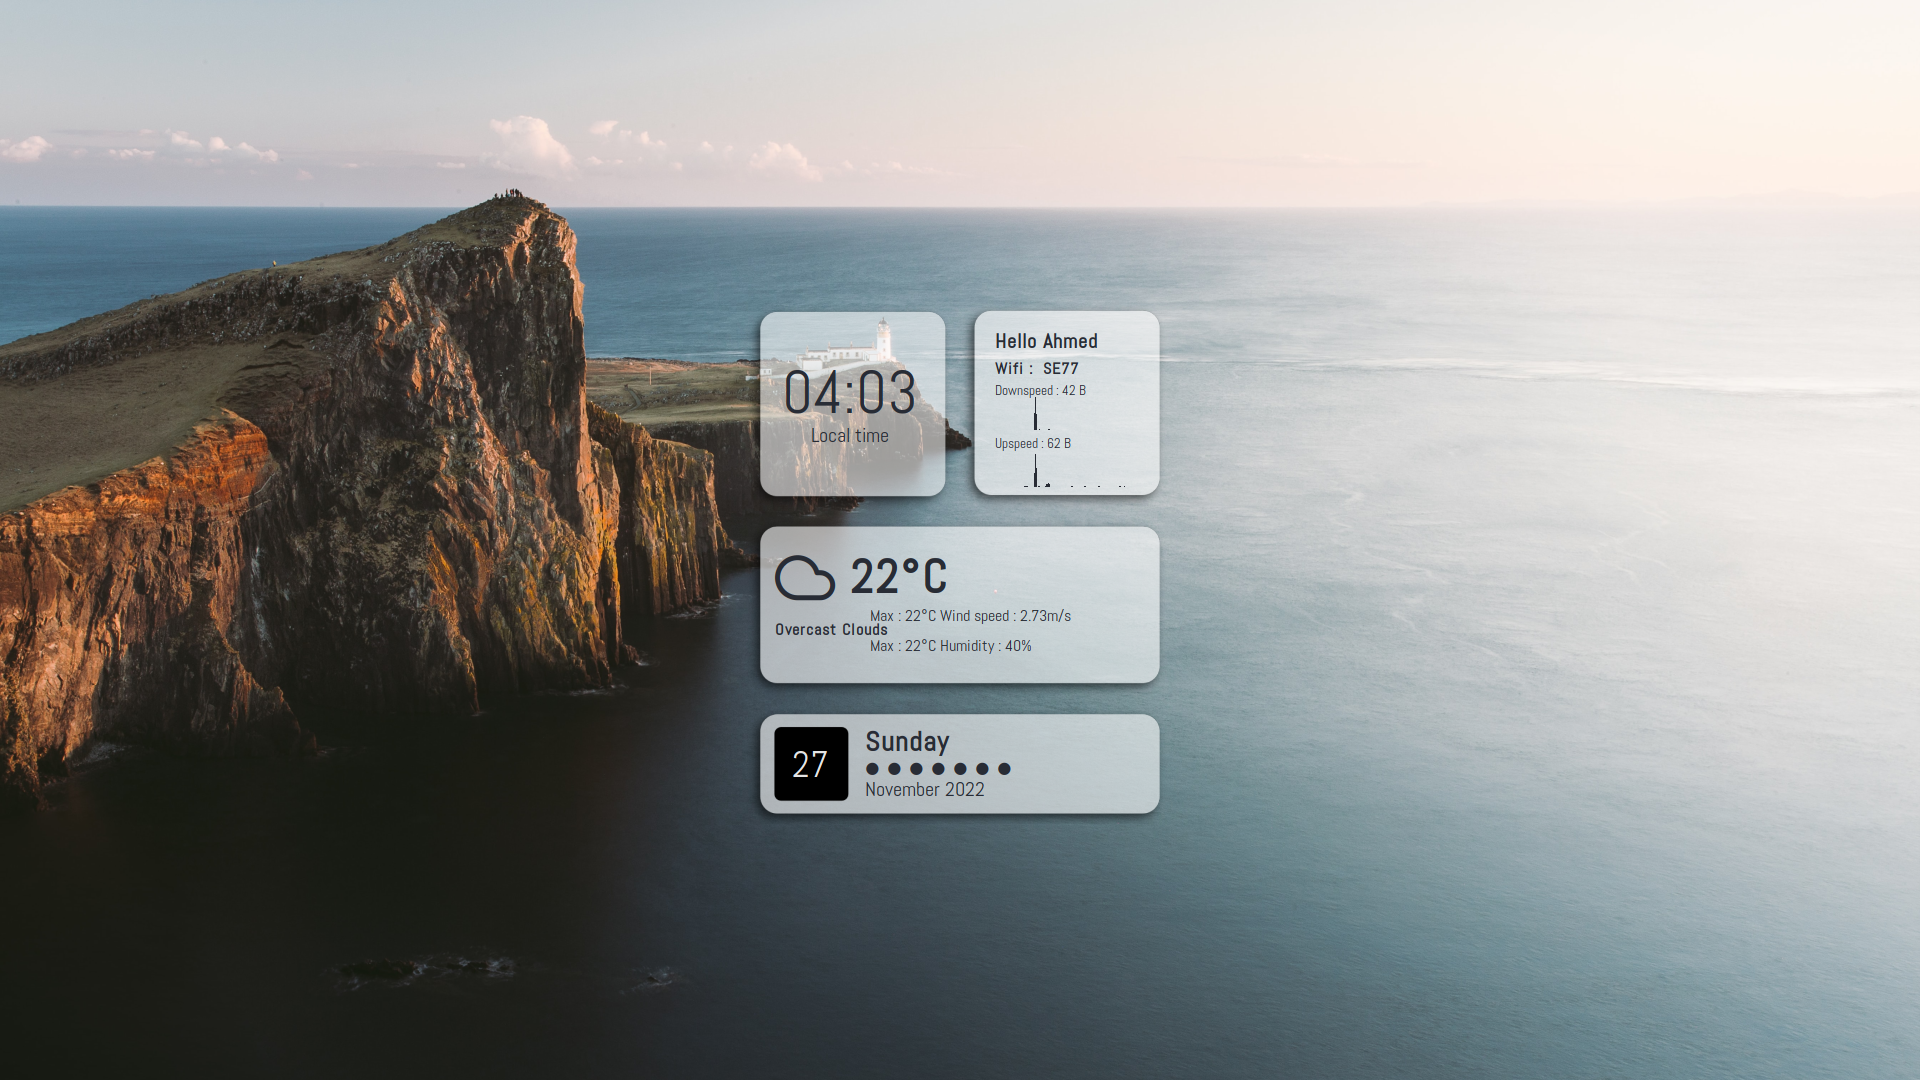 04:03
Local time
Hello Ahmed
Wifi : SE77
Downspeed : 42 B
Upspeed : 62 B
22°C
Max : 22°C Wind speed : 2.73m/s
Overcast Clouds
Max : 22°C Humidity : 40%
27
Sunday
November 2022